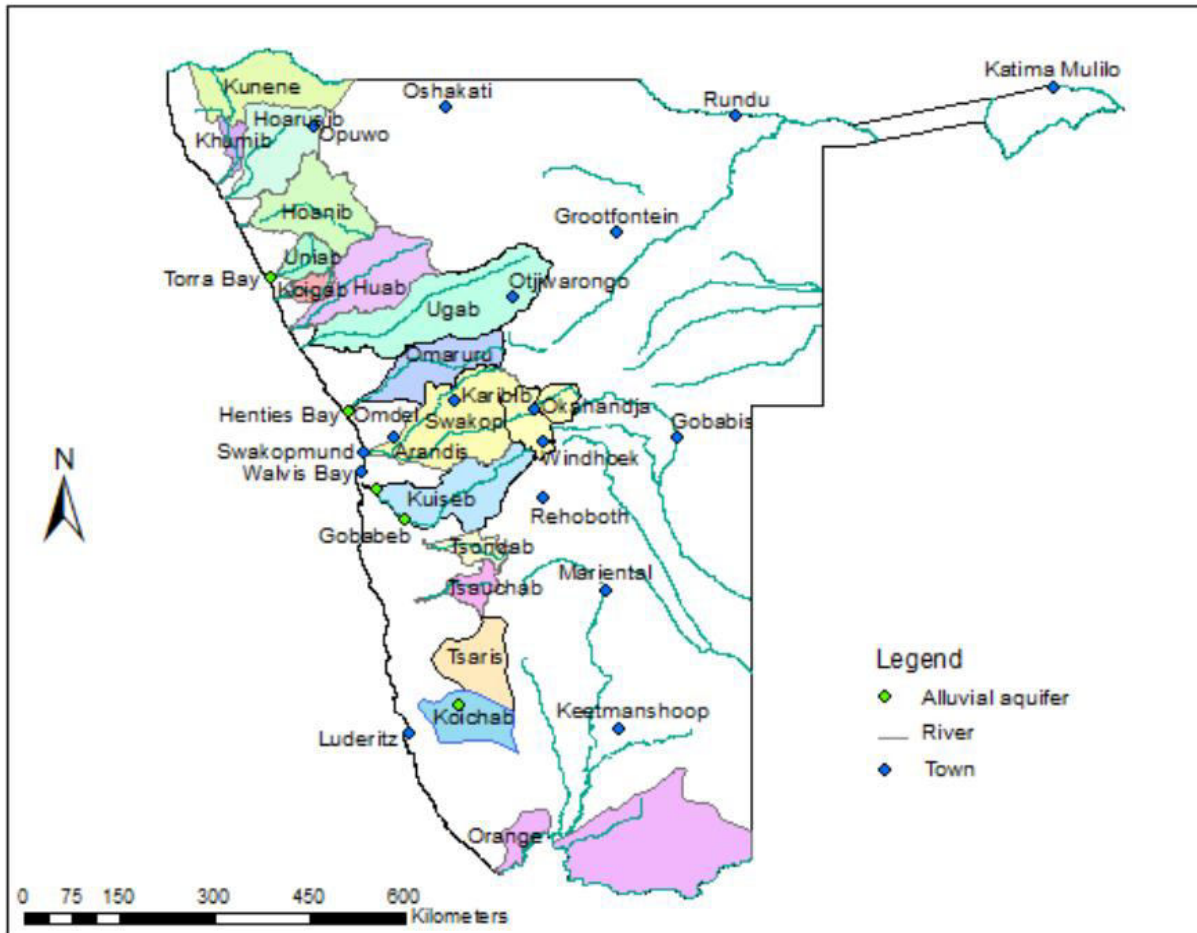 Katima Mulilo
Kunene
Oshakati
Rundu
Hoarusib
Khumib
Opuwo
Hoanib
Grootfontein
Uniab
Torra Bay
Koigab
Huab
Otjiwarongo
Ugab
Omaruru
Karibib
Henties Bay
Omdel
Okahandja
Swakop
Gobabis
Swakopmund
Arandis
Windhoek
Walvis Bay
Kuiseb
Rehoboth
Gobabeb
Tsondab
Mariental
Tsauchab
N
Tsaris
Legend
Alluvial aquifer
Koichab
Keetmanshoop
River
Luderitz
Town
Orange
0 75 150 300 450 600
Kilometers